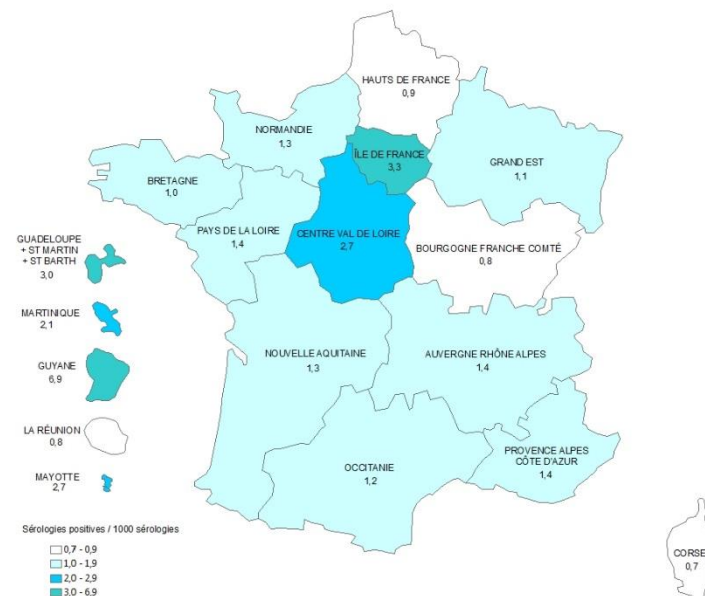 HAUTS DE FRANCE
0,9
NORMANDIE
1,3
ÎLE DE FRANCE
3,3
GRAND EST
1,1
BRETAGNE
1,0
PAYS DE LA LOIRE
1,4
CENTRE VAL DE LOIRE
2,7
BOURGOGNE FRANCHE COMTÉ
0,8
GUADELOUPE
+ ST MARTIN
+ ST BARTH
3,0
MARTINIQUE
2,1
GUYANE
6,9
LA RÉUNION
0,8
MAYOTTE
2,7
NOUVELLE AQUITAINE
1,3
AUVERGNE RHÔNE ALPES
1,4
OCCITANIE
1,2
PROVENCE ALPES
CÔTE D'AZUR
1,4
CORSE
0,7
Sérologies positives / 1000 sérologies
0,7 - 0,9
1,0 - 1,9
2,0 - 2,9
3,0 - 6,9